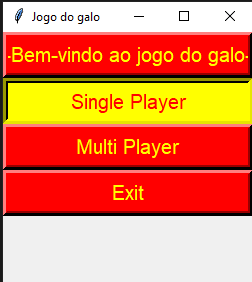 Jogo do galo
-Bem-vindo ao jogo do galo-
Single Player
Multi Player
Exit